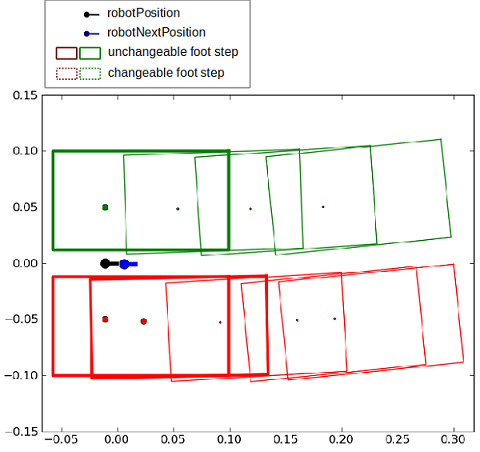 robotPosition
robotNextPosition
unchangeable foot step
changeable foot step
0.15
0.10
0.05
0.00
−0.05
−0.10
−0.15
−0.05 0.00 0.05 0.10 0.15 0.20 0.25 0.30